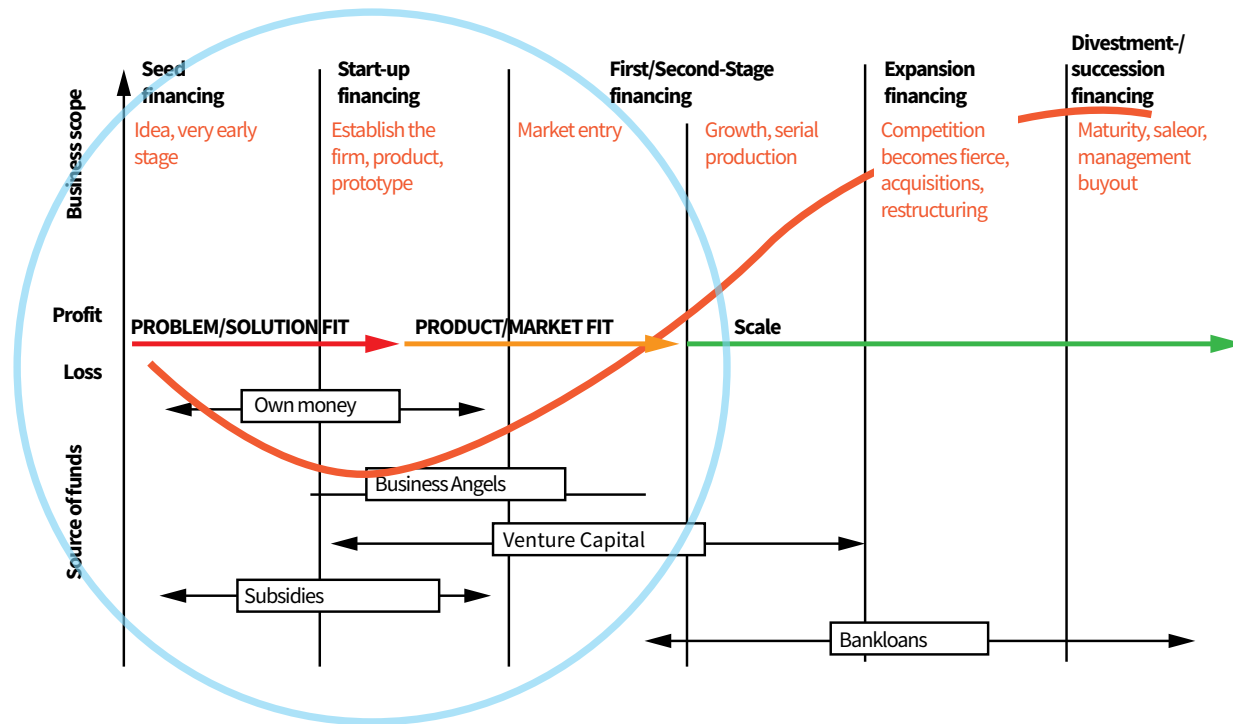 Business scope
Seed
financing
Idea, very early
stage
Start-up
financing
Establish the
firm, product,
prototype
First/Second-Stage
financing
Market entry
Growth, serial
production
Expansion
financing
Competition
becomes fierce,
acquisitions,
restructuring
Divestment-/
succession
financing
Maturity, saleor,
management
buyout
Profit
Loss
PROBLEM/SOLUTION FIT
PRODUCT/MARKET FIT
Scale
Source of funds
Own money
Business Angels
Venture Capital
Subsidies
Bankloans